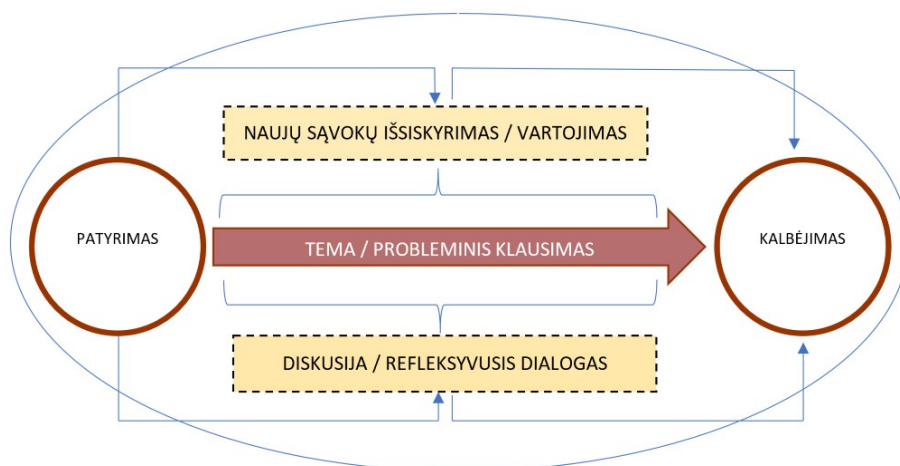 NAUJŲ SĄVOKŲ IŠSISKYRIMAS / VARTOJIMAS
PATYRIMAS
TEMA / PROBLEMINIS KLAUSIMAS
KALBĖJIMAS
DISKUSIJA / REFLEKSYVUSIS DIALOGAS